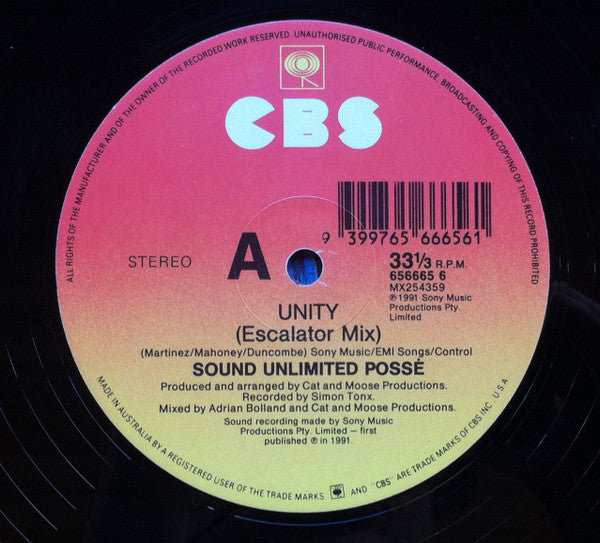 ALL RIGHTS OF THE MANUFACTURER AND OF THE OWNER OF THE RECORDED WORK RESERVED. UNAUTHORISED PUBLIC PERFORMANCE, BROADCASTING AND COPYING OF THIS RECORD PROHIBITED
CBS
9 399765 666561
STEREO
A
33⅓ R.P.M.
656665 6
MX254359
℗ 1991 Sony Music
Productions Pty.
Limited
UNITY
(Escalator Mix)
(Martinez/Mahoney/Duncombe) Sony Music/EMI Songs/Control
SOUND UNLIMITED POSSÉ
Produced and arranged by Cat and Moose Productions.
Recorded by Simon Tonx.
Mixed by Adrian Bolland and Cat and Moose Productions.
Sound recording made by Sony Music
Productions Pty. Limited – first
published ℗ in 1991.
MADE IN AUSTRALIA BY A REGISTERED USER OF THE TRADE MARKS AND "CBS" ARE TRADE MARKS OF CBS INC. U S A